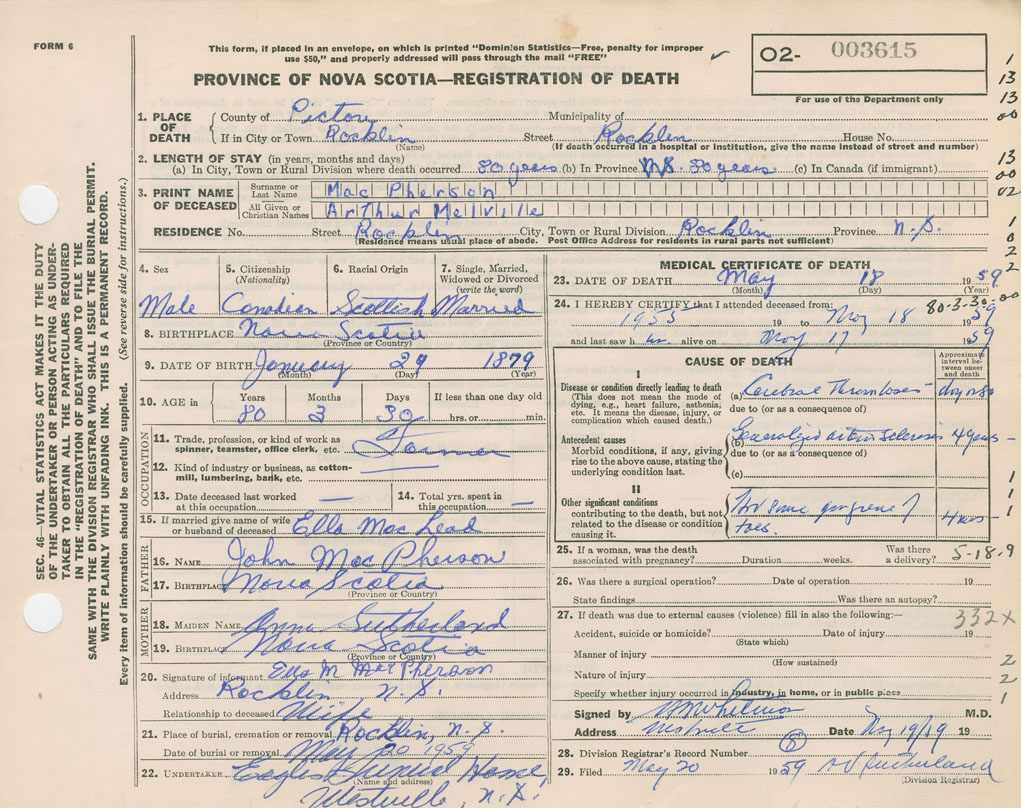 FORM 6
This form, if placed in an envelope, on which is printed "Dominion Statistics—Free, penalty for improper
use $50," and properly addressed will pass through the mail "FREE"
PROVINCE OF NOVA SCOTIA—REGISTRATION OF DEATH
O2- 003615
For use of the Department only
1. PLACE OF DEATH
County of Pictou Municipality of
If in City or Town Rocklin Street Rocklin House No.
(Name) (If death occurred in a hospital or institution, give the name instead of street and number)
2. LENGTH OF STAY (in years, months and days)
(a) In City, Town or Rural Division where death occurred 80 years (b) In Province N.S. 80 years (c) In Canada (if immigrant)
3. PRINT NAME OF DECEASED
Surname or Last Name MacPherson
All Given or Christian Names Arthur Mellville
RESIDENCE No. Street Rocklin City, Town or Rural Division Rocklin Province N.S.
(Residence means usual place of abode. Post Office Address for residents in rural parts not sufficient)
4. Sex 5. Citizenship (Nationality) 6. Racial Origin 7. Single, Married, Widowed or Divorced (write the word)
Male Canadian Scottish Married
8. BIRTHPLACE Nova Scotia
(Province or Country)
9. DATE OF BIRTH January 29 1879
(Month) (Day) (Year)
10. AGE in Years Months Days If less than one day old
80 3 30 hrs. or min.
OCCUPATION
11. Trade, profession, or kind of work as
spinner, teamster, office clerk, etc. Farmer
12. Kind of industry or business, as cotton-
mill, lumbering, bank, etc.
13. Date deceased last worked
at this occupation —
14. Total yrs. spent in
this occupation —
15. If married give name of wife
or husband of deceased Ella MacLeod
FATHER
16. NAME John MacPherson
17. BIRTHPLACE Nova Scotia
(Province or Country)
MOTHER
18. MAIDEN NAME Anna Sutherland
19. BIRTHPLACE Nova Scotia
(Province or Country)
20. Signature of informant Ella M MacPherson
Address Rocklin N.S.
Relationship to deceased Wife
21. Place of burial, cremation or removal Rocklin, N.S.
Date of burial or removal May 20 1959
22. UNDERTAKER Eagles Funeral Home,
(Name and address)
Westville, N.S.
MEDICAL CERTIFICATE OF DEATH
23. DATE OF DEATH May 18 1959
(Month) (Day) (Year)
24. I HEREBY CERTIFY that I attended deceased from: 80-3-30-00
1955 19 to May 18 1959
and last saw him alive on May 17 1959
CAUSE OF DEATH
Approximate interval between onset and death
I
Disease or condition directly leading to death
(This does not mean the mode of
dying, e.g., heart failure, asthenia,
etc. It means the disease, injury, or
complication which caused death.)
(a) Cerebral Thrombosis
due to (or as a consequence of)
Antecedent causes
Morbid conditions, if any, giving
rise to the above cause, stating the
underlying condition last.
(b) Generalized arteriosclerosis 4 years
due to (or as a consequence of)
(c)
II
Other significant conditions
contributing to the death, but not
related to the disease or condition
causing it.
gangrene of
toes
25. If a woman, was the death
associated with pregnancy? Duration weeks. Was there a delivery? 5-18-9
26. Was there a surgical operation? Date of operation 19
State findings Was there an autopsy?
27. If death was due to external causes (violence) fill in also the following:— 332X
Accident, suicide or homicide? Date of injury 19
(State which)
Manner of injury
(How sustained)
Nature of injury
Specify whether injury occurred in industry, in home, or in public place
Signed by M.D.
Address Westville Date May 19/59 19
28. Division Registrar's Record Number
29. Filed May 20 1959 Sutherland
(Division Registrar)
SEC. 46—VITAL STATISTICS ACT MAKES IT THE DUTY
OF THE UNDERTAKER OR PERSON ACTING AS UNDER-
TAKER TO OBTAIN ALL THE PARTICULARS REQUIRED
IN THE "REGISTRATION OF DEATH" AND TO FILE THE
SAME WITH THE DIVISION REGISTRAR WHO SHALL ISSUE THE BURIAL PERMIT.
WRITE PLAINLY WITH UNFADING INK. THIS IS A PERMANENT RECORD.
Every item of information should be carefully supplied. (See reverse side for instructions.)
1
13
13
00
13
00
02
1
0
2
2
1
1
1
2
2
1